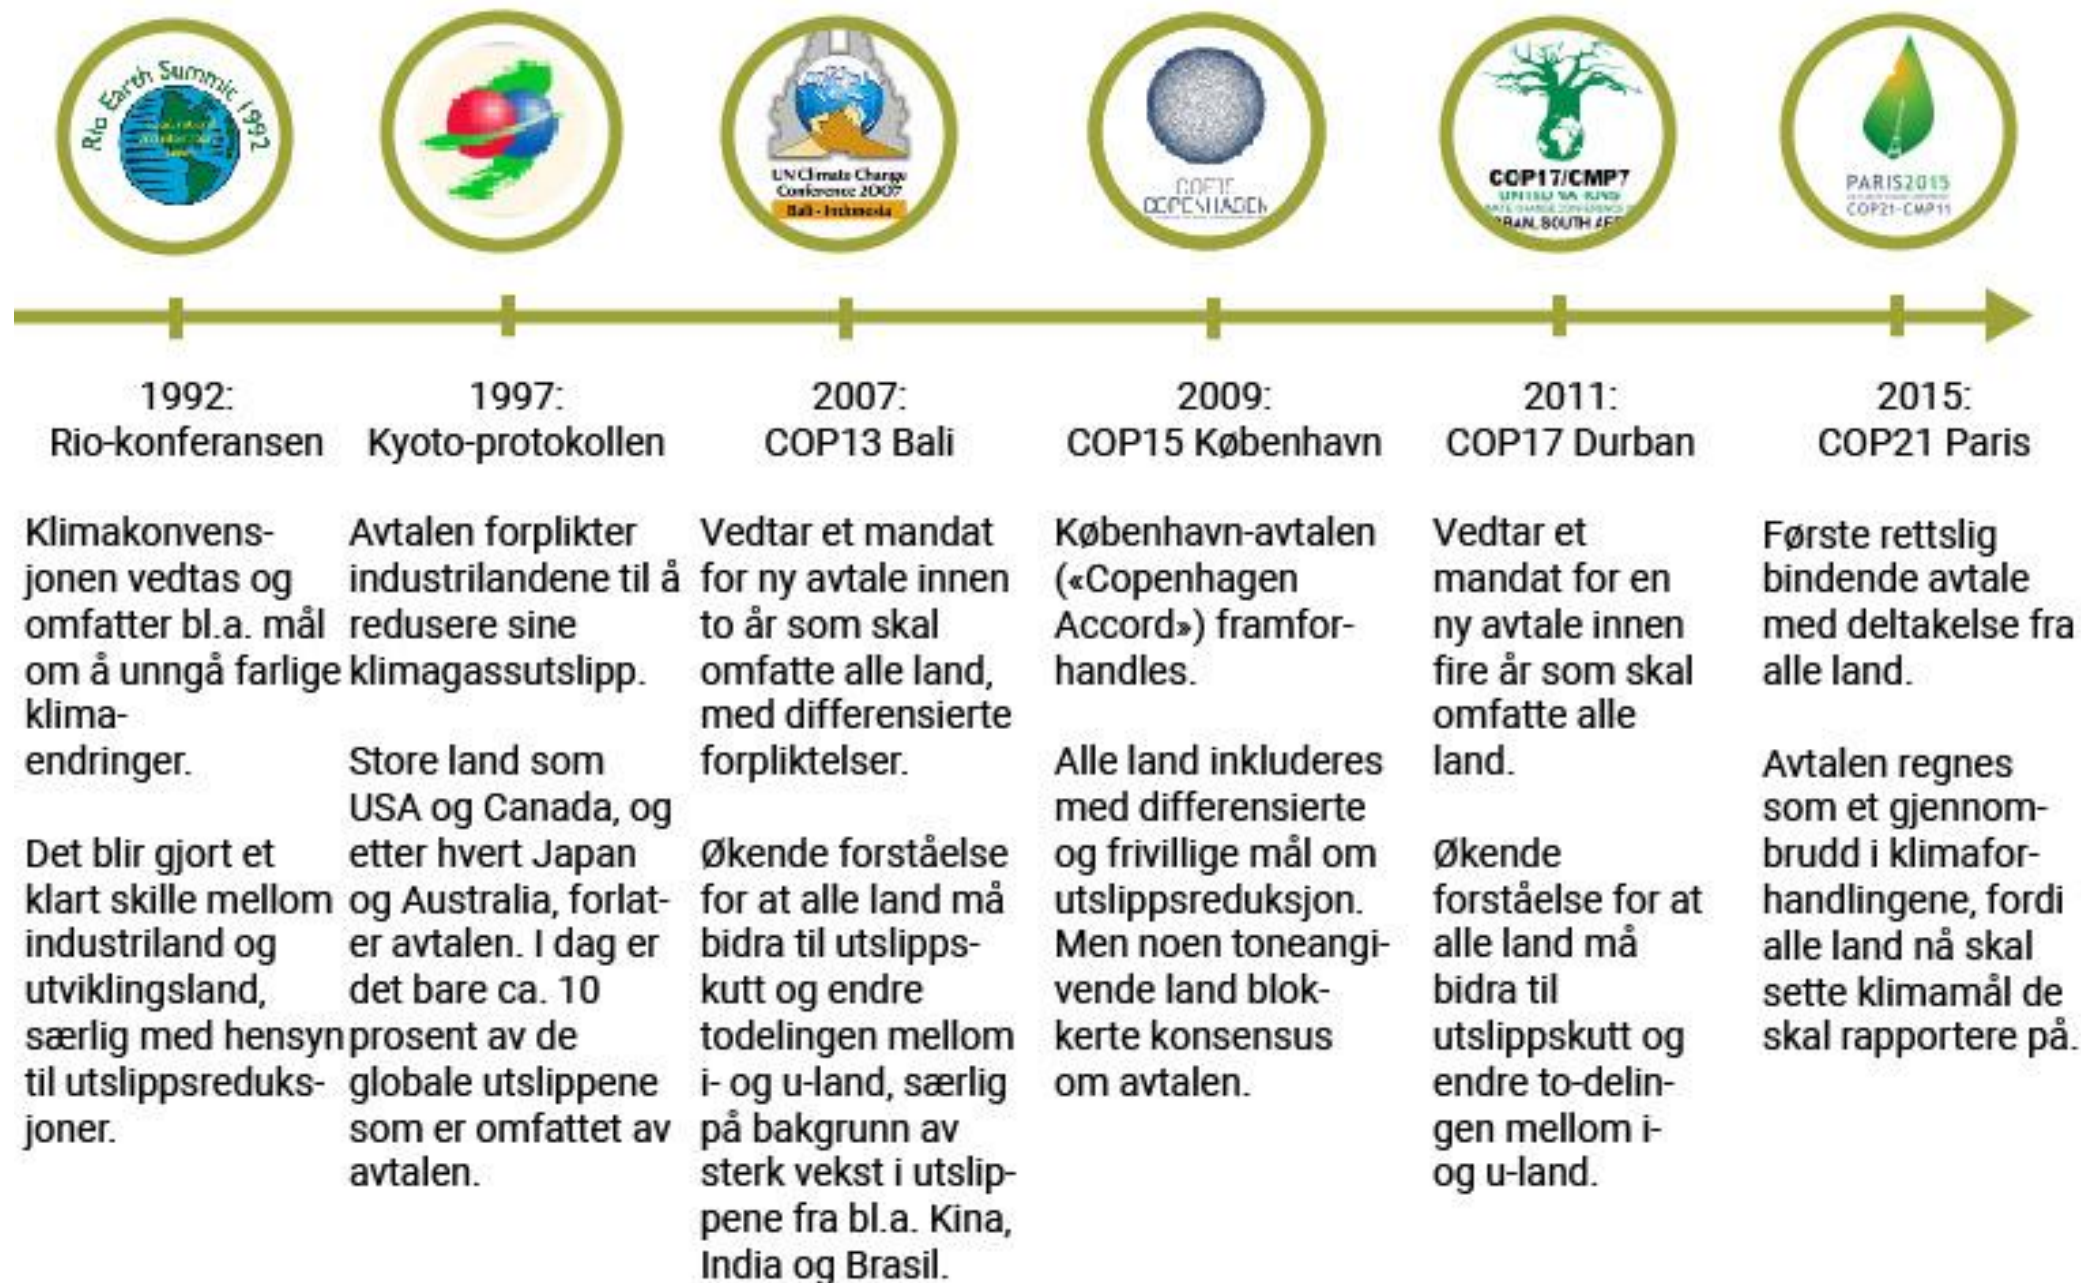 Rio Earth Summic 1992
UN Climate Change
Conference 2007
Bali - Indonesia
COPENHAGEN
COP17/CMP7
UNITED NATIONS
BAN, SOUTH AF
PARIS2015
COP21-CMP11
1992:
Rio-konferansen
Klimakonvens-
jonen vedtas og
omfatter bl.a. mål
om å unngå farlige
klima-
endringer.
Det blir gjort et
klart skille mellom
industriland og
utviklingsland,
særlig med hensyn
til utslippsreduks-
joner.
1997:
Kyoto-protokollen
Avtalen forplikter
industrilandene til å
redusere sine
klimagassutslipp.
Store land som
USA og Canada, og
etter hvert Japan
og Australia, forlat-
er avtalen. I dag er
det bare ca. 10
prosent av de
globale utslippene
som er omfattet av
avtalen.
2007:
COP13 Bali
Vedtar et mandat
for ny avtale innen
to år som skal
omfatte alle land,
med differensierte
forpliktelser.
Økende forståelse
for at alle land må
bidra til utslipps-
kutt og endre
todelingen mellom
i- og u-land, særlig
på bakgrunn av
sterk vekst i utslip-
pene fra bl.a. Kina,
India og Brasil.
2009:
COP15 København
København-avtalen
(«Copenhagen
Accord») framfor-
handles.
Alle land inkluderes
med differensierte
og frivillige mål om
utslippsreduksjon.
Men noen toneangi-
vende land blok-
kerte konsensus
om avtalen.
2011:
COP17 Durban
Vedtar et
mandat for en
ny avtale innen
fire år som skal
omfatte alle
land.
Økende
forståelse for at
alle land må
bidra til
utslippskutt og
endre to-delin-
gen mellom i-
og u-land.
2015:
COP21 Paris
Første rettslig
bindende avtale
med deltakelse fra
alle land.
Avtalen regnes
som et gjennom-
brudd i klimafor-
handlingene, fordi
alle land nå skal
sette klimamål de
skal rapportere på.